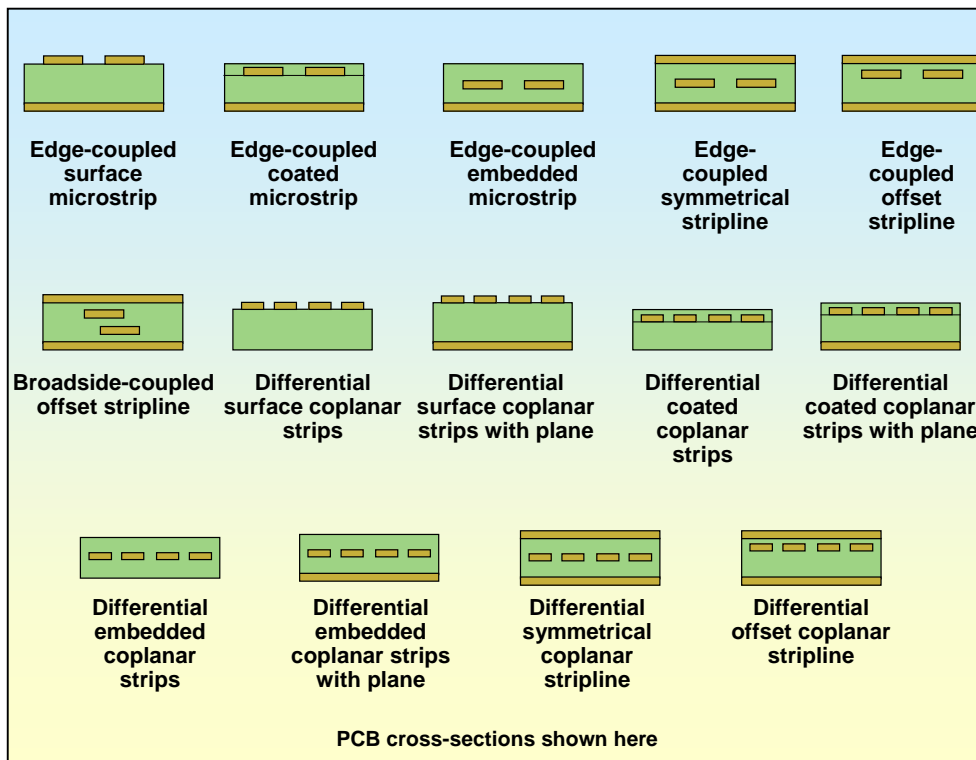 Edge-coupled
surface
microstrip
Edge-coupled
coated
microstrip
Edge-coupled
embedded
microstrip
Edge-
coupled
symmetrical
stripline
Edge-
coupled
offset
stripline
Broadside-coupled
offset stripline
Differential
surface coplanar
strips
Differential
surface coplanar
strips with plane
Differential
coated
coplanar
strips
Differential
coated coplanar
strips with plane
Differential
embedded
coplanar
strips
Differential
embedded
coplanar strips
with plane
Differential
symmetrical
coplanar
stripline
Differential
offset coplanar
stripline
PCB cross-sections shown here